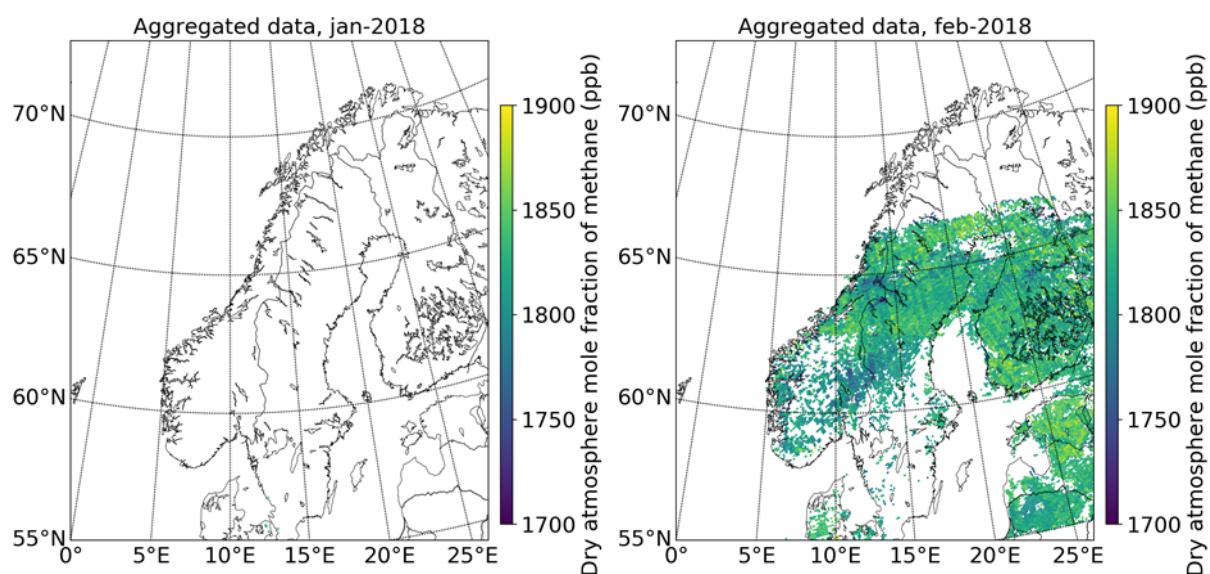 Aggregated data, jan-2018
70°N
65°N
60°N
55°N
0° 5°E 10°E 15°E 20°E 25°E
1900
1850
1800
1750
1700
Dry atmosphere mole fraction of methane (ppb)
Aggregated data, feb-2018
70°N
65°N
60°N
55°N
0° 5°E 10°E 15°E 20°E 25°E
1900
1850
1800
1750
1700
Dry atmosphere mole fraction of methane (ppb)